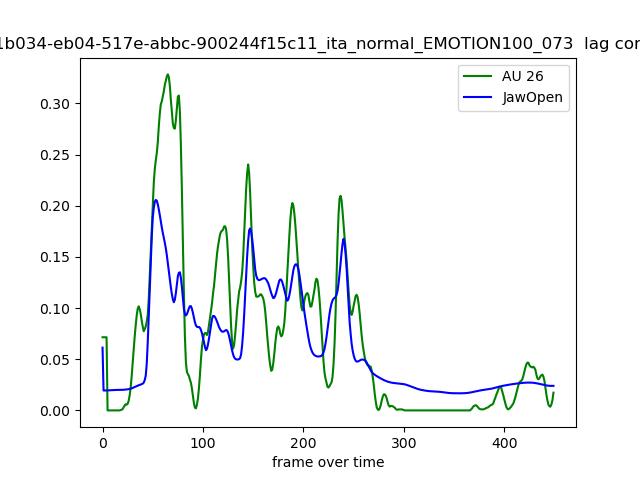 1b034-eb04-517e-abbc-900244f15c11_ita_normal_EMOTION100_073 lag cor
AU 26
JawOpen
0.30
0.25
0.20
0.15
0.10
0.05
0.00
0 100 200 300 400
frame over time